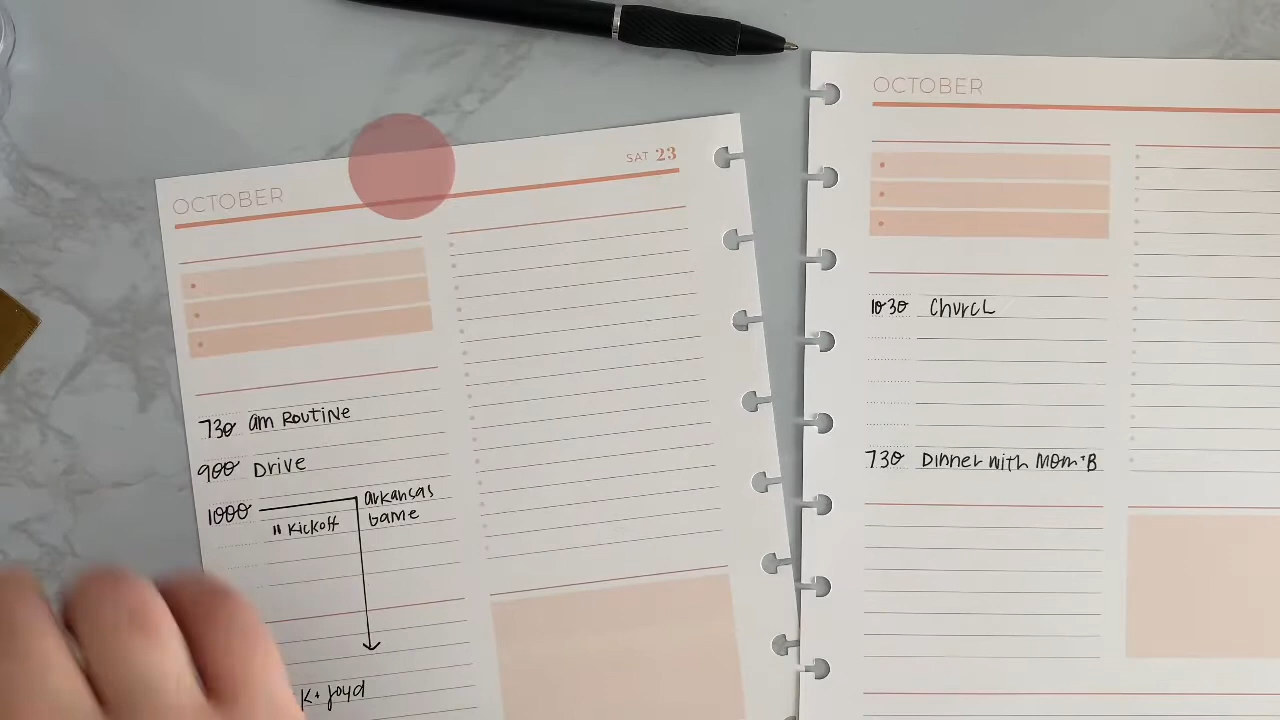 OCTOBER
SAT 23
730 am Routine
900 Drive
1000
arkansas
Game
11 Kickoff
OCTOBER
1030 Church
730 Dinner with Mom + B